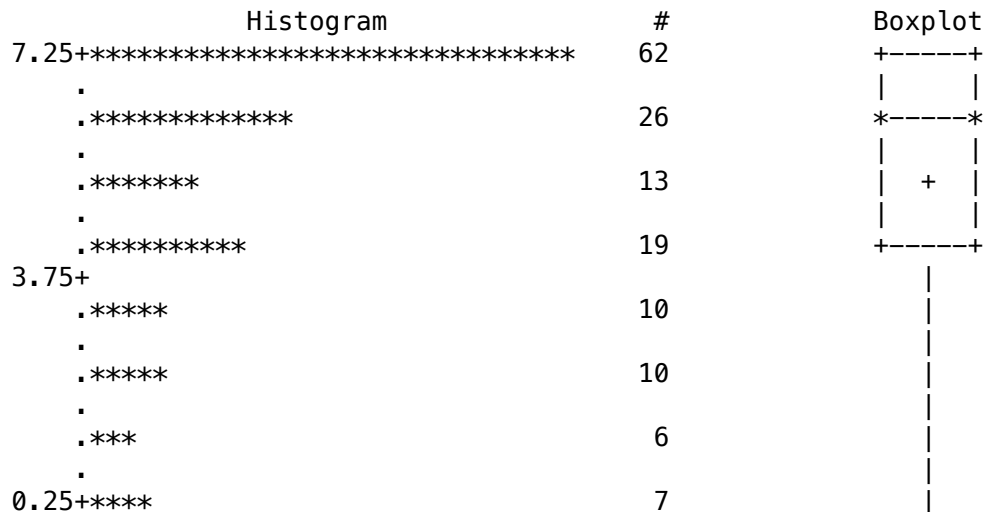 Histogram                  #             Boxplot
7.25+*******************************    62             +-----+
    .                                                  |     |
    .*************                      26             *-----*
    .                                                  |     |
    .*******                            13             |  +  |
    .                                                  |     |
    .**********                         19             +-----+
3.75+                                                     |
    .*****                              10                |
    .                                                     |
    .*****                              10                |
    .                                                     |
    .***                                 6                |
    .                                                     |
0.25+****                                7                |